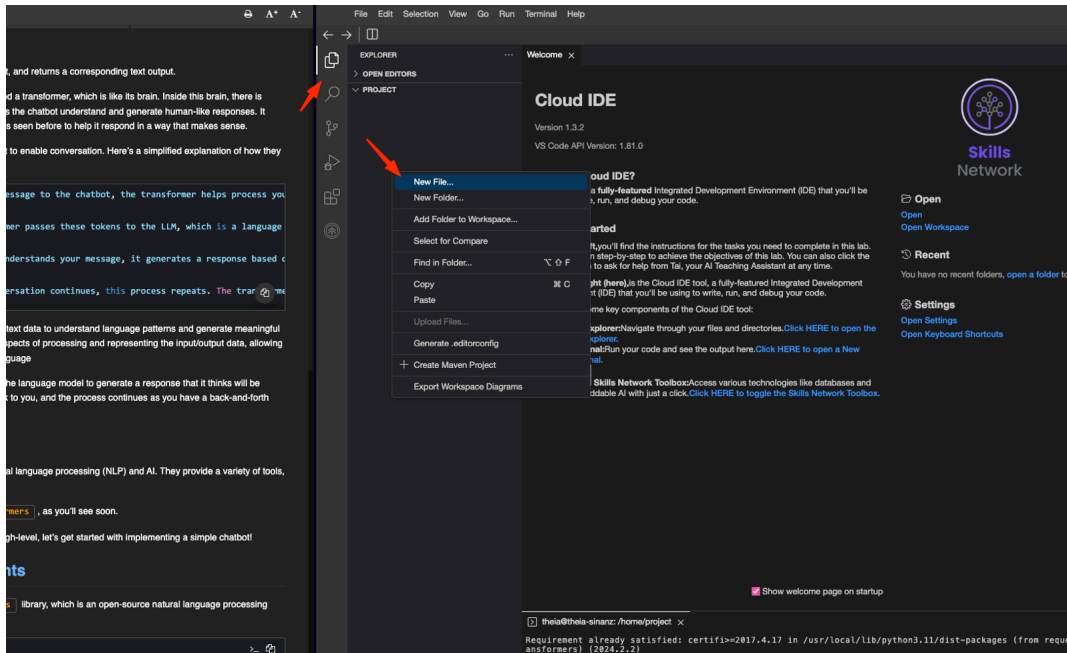 A+ A-
t, and returns a corresponding text output.
d a transformer, which is like its brain. Inside this brain, there is
s the chatbot understand and generate human-like responses. It
s seen before to help it respond in a way that makes sense.
t to enable conversation. Here's a simplified explanation of how they
essage to the chatbot, the transformer helps process you
mer passes these tokens to the LLM, which is a language
nderstands your message, it generates a response based o
ersation continues, this process repeats. The tran
text data to understand language patterns and generate meaningful
spects of processing and representing the input/output data, allowing
guage
he language model to generate a response that it thinks will be
k to you, and the process continues as you have a back-and-forth
al language processing (NLP) and AI. They provide a variety of tools,
rmers , as you'll see soon.
gh-level, let's get started with implementing a simple chatbot!
nts
s library, which is an open-source natural language processing
File Edit Selection View Go Run Terminal Help
EXPLORER ...
OPEN EDITORS
PROJECT
New File...
New Folder...
Add Folder to Workspace...
Select for Compare
Find in Folder... ⌥ ⇧ F
Copy ⌘ C
Paste
Upload Files...
Generate .editorconfig
Create Maven Project
Export Workspace Diagrams
Welcome ×
Cloud IDE
Version 1.3.2
VS Code API Version: 1.81.0
oud IDE?
a fully-featured Integrated Development Environment (IDE) that you'll be
e, run, and debug your code.
arted
ft,you'll find the instructions for the tasks you need to complete in this lab.
n step-by-step to achieve the objectives of this lab. You can also click the
to ask for help from Tai, your AI Teaching Assistant at any time.
ght (here),is the Cloud IDE tool, a fully-featured Integrated Development
nt (IDE) that you'll be using to write, run, and debug your code.
me key components of the Cloud IDE tool:
xplorer:Navigate through your files and directories.Click HERE to open the
xplorer.
nal:Run your code and see the output here.Click HERE to open a New
nal.
Skills Network Toolbox:Access various technologies like databases and
ddable AI with just a click.Click HERE to toggle the Skills Network Toolbox.
Skills
Network
Open
Open
Open Workspace
Recent
You have no recent folders, open a folder to
Settings
Open Settings
Open Keyboard Shortcuts
Show welcome page on startup
theia@theia-sinanz: /home/project ×
Requirement already satisfied: certifi>=2017.4.17 in /usr/local/lib/python3.11/dist-packages (from reque
ansformers) (2024.2.2)